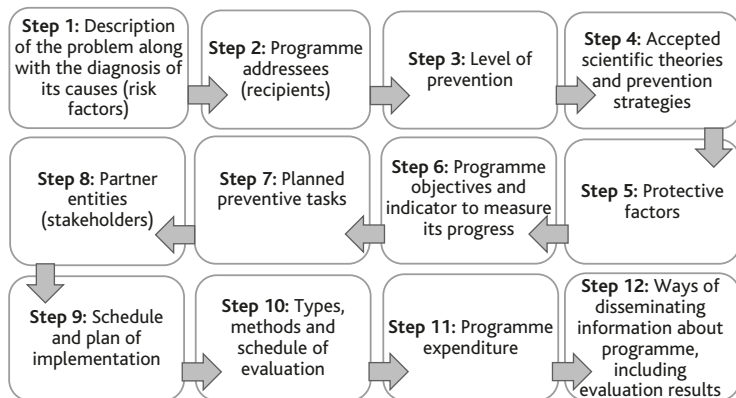 Step 1: Description
of the problem along
with the diagnosis of
its causes (risk
factors)
Step 2: Programme
addressees
(recipients)
Step 3: Level of
prevention
Step 4: Accepted
scientific theories
and prevention
strategies
Step 5: Protective
factors
Step 6: Programme
objectives and
indicator to measure
its progress
Step 7: Planned
preventive tasks
Step 8: Partner
entities
(stakeholders)
Step 9: Schedule
and plan of
implementation
Step 10: Types,
methods and
schedule of
evaluation
Step 11: Programme
expenditure
Step 12: Ways of
disseminating
information about
programme,
including
evaluation results